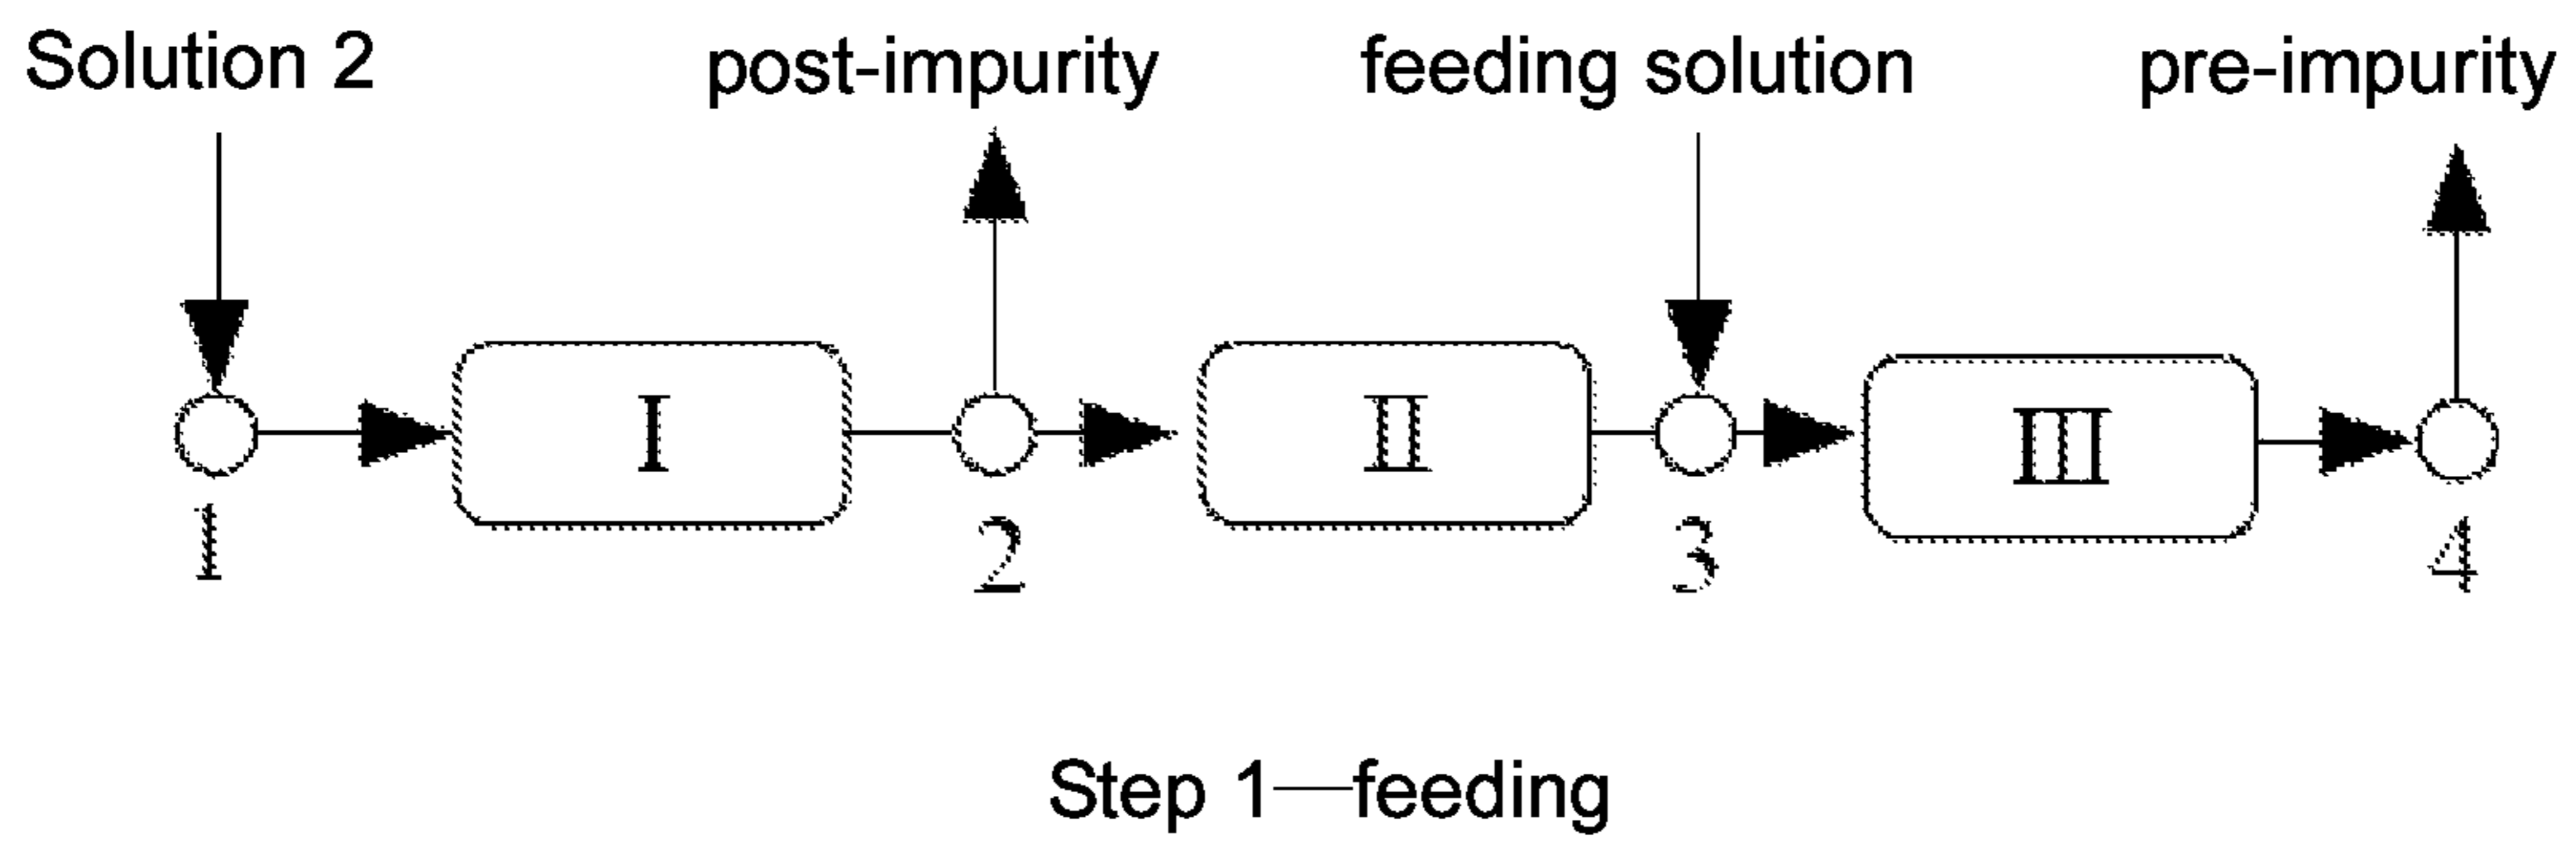 Solution 2 post-impurity feeding solution pre-impurity
I II III
1 2 3 4
Step 1—feeding